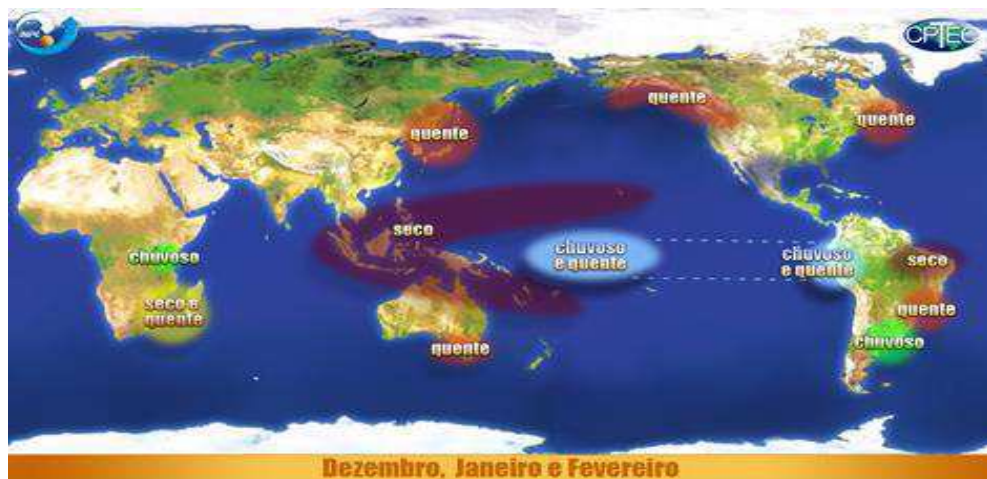 INPE
CPTEC
quente
quente
quente
seco
chuvoso
e quente
chuvoso
e quente
seco
chuvoso
seco e
quente
quente
quente
chuvoso
Dezembro, Janeiro e Fevereiro